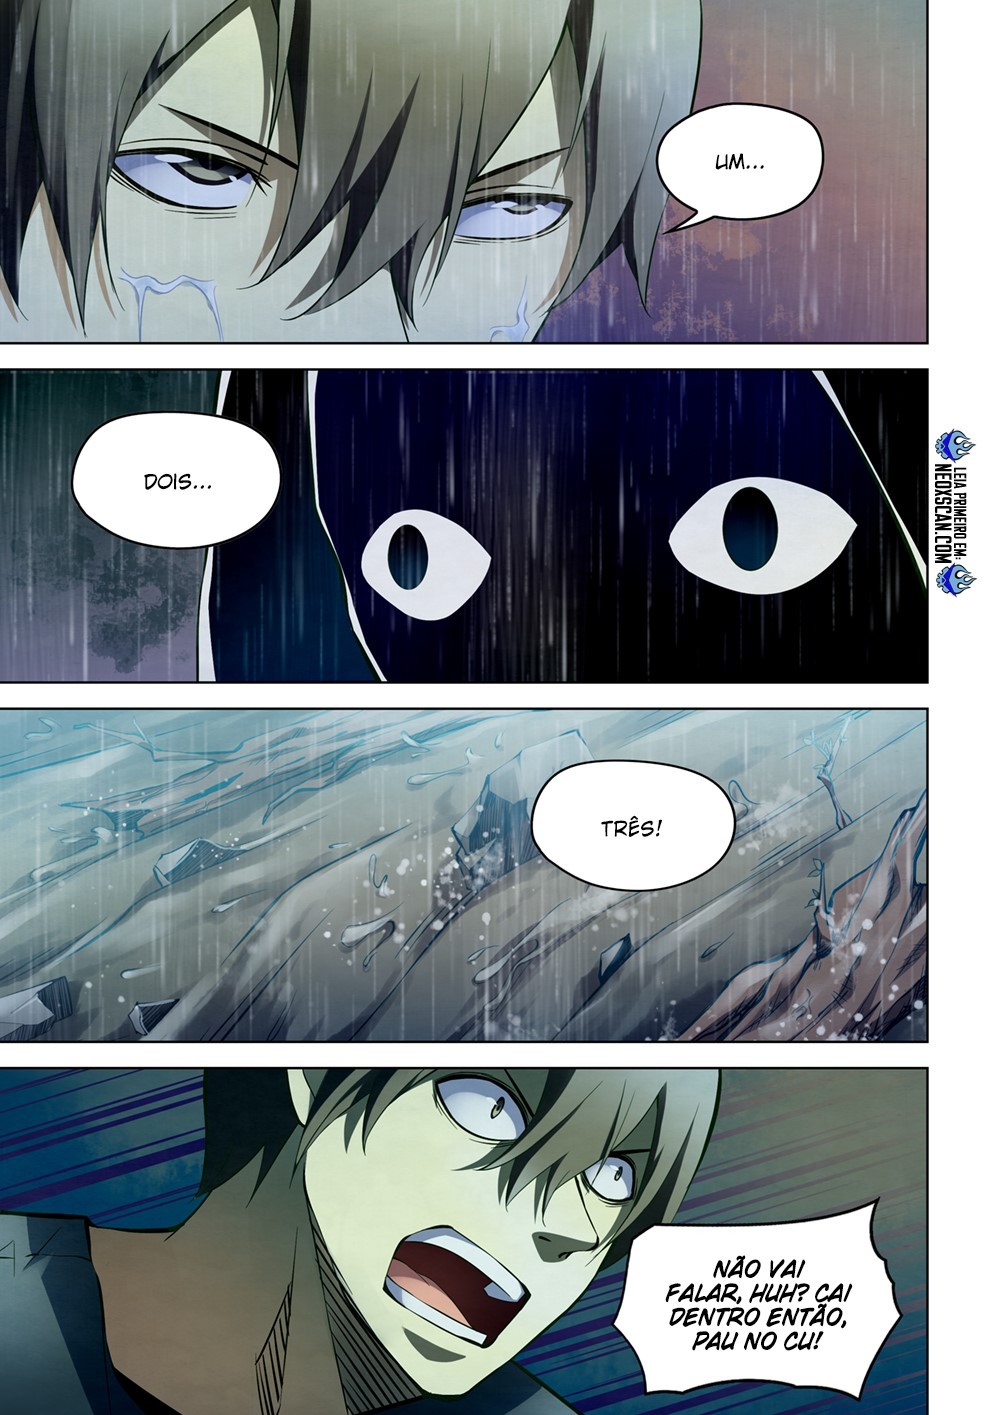 UM...
DOIS...
LEIA PRIMEIRO EM:
NEOXSCAN.COM
TRÊS!
NÃO VAI
FALAR, HUH? CAI
DENTRO ENTÃO,
PAU NO CU!